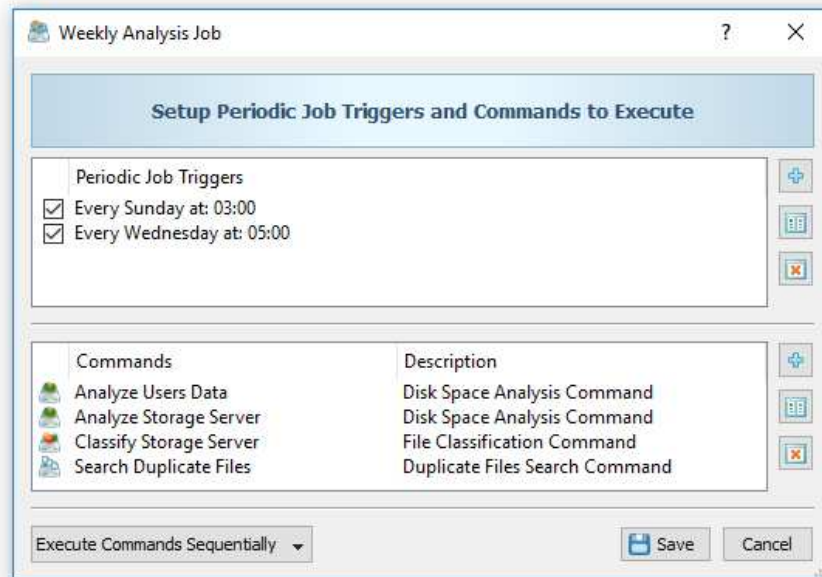 Weekly Analysis Job
Setup Periodic Job Triggers and Commands to Execute
Periodic Job Triggers
Every Sunday at: 03:00
Every Wednesday at: 05:00
Commands Description
Analyze Users Data Disk Space Analysis Command
Analyze Storage Server Disk Space Analysis Command
Classify Storage Server File Classification Command
Search Duplicate Files Duplicate Files Search Command
Execute Commands Sequentially Save Cancel